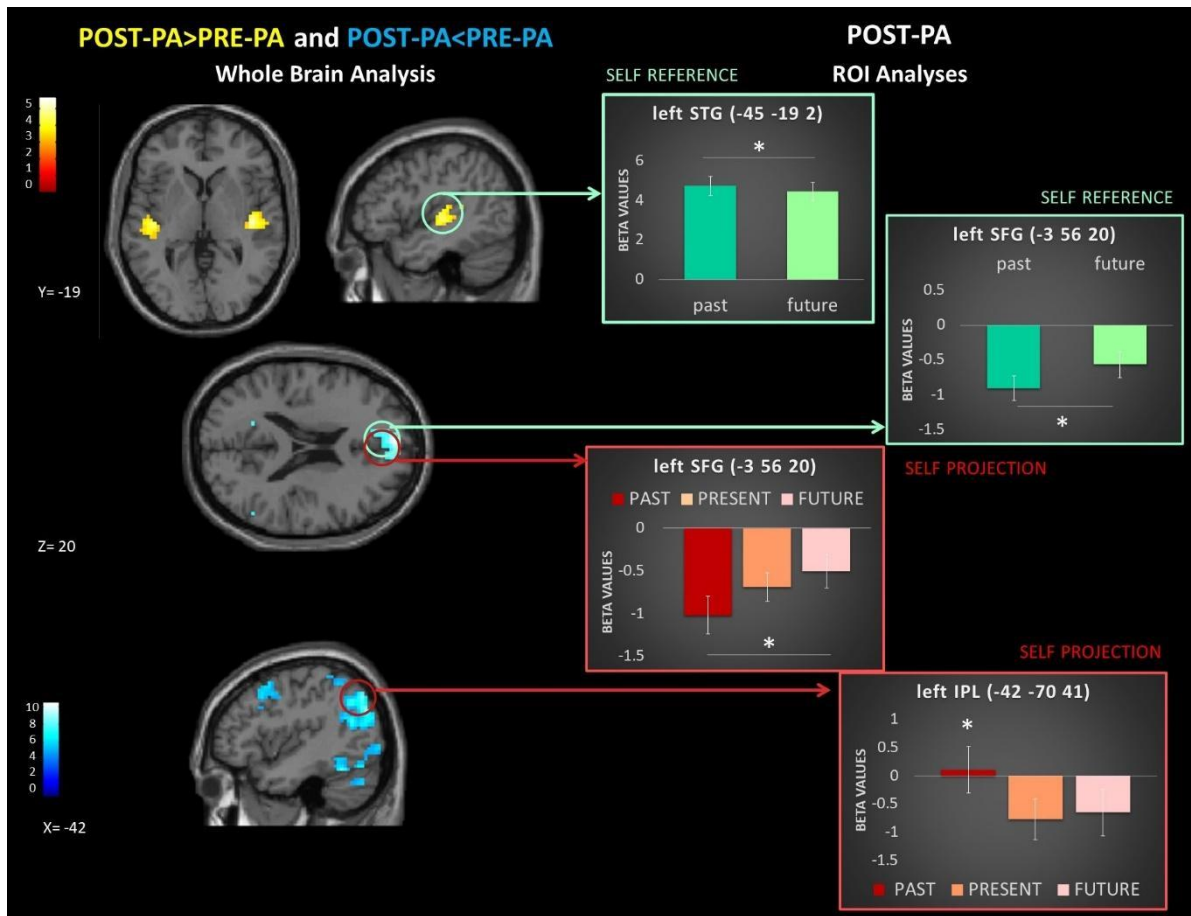 POST-PA>PRE-PA and POST-PA<PRE-PA
Whole Brain Analysis
POST-PA
ROI Analyses
SELF REFERENCE
5
4
3
2
1
0
Y= -19
left STG (-45 -19 2)
BETA VALUES
6
4
2
0
*
past
future
SELF REFERENCE
left SFG (-3 56 20)
past
future
BETA VALUES
0.5
0
-0.5
-1
-1.5
*
Z= 20
SELF PROJECTION
left SFG (-3 56 20)
PAST PRESENT FUTURE
BETA VALUES
0
-0.5
-1
-1.5
*
10
8
6
4
2
0
X= -42
SELF PROJECTION
left IPL (-42 -70 41)
BETA VALUES
1
0.5
0
-0.5
-1
-1.5
*
PAST PRESENT FUTURE